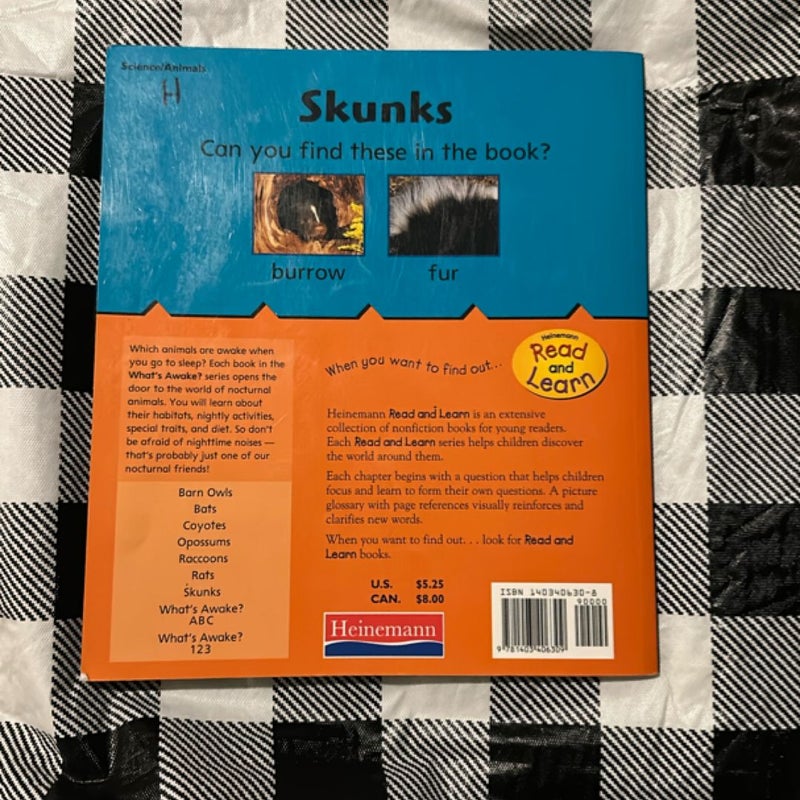 Science/Animals
H
Skunks
Can you find these in the book?
burrow
fur
Which animals are awake when
you go to sleep? Each book in the
What's Awake? series opens the
door to the world of nocturnal
animals. You will learn about
their habitats, nightly activities,
special traits, and diet. So don't
be afraid of nighttime noises —
that's probably just one of our
nocturnal friends!
Barn Owls
Bats
Coyotes
Opossums
Raccoons
Rats
Skunks
What's Awake?
ABC
What's Awake?
123
When you want to find out...
Heinemann
Read
and
Learn
Heinemann Read and Learn is an extensive
collection of nonfiction books for young readers.
Each Read and Learn series helps children discover
the world around them.
Each chapter begins with a question that helps children
focus and learn to form their own questions. A picture
glossary with page references visually reinforces and
clarifies new words.
When you want to find out. . . look for Read and
Learn books.
U.S. $5.25
CAN. $8.00
Heinemann
ISBN 140340630-8
90000
9 781403 406309